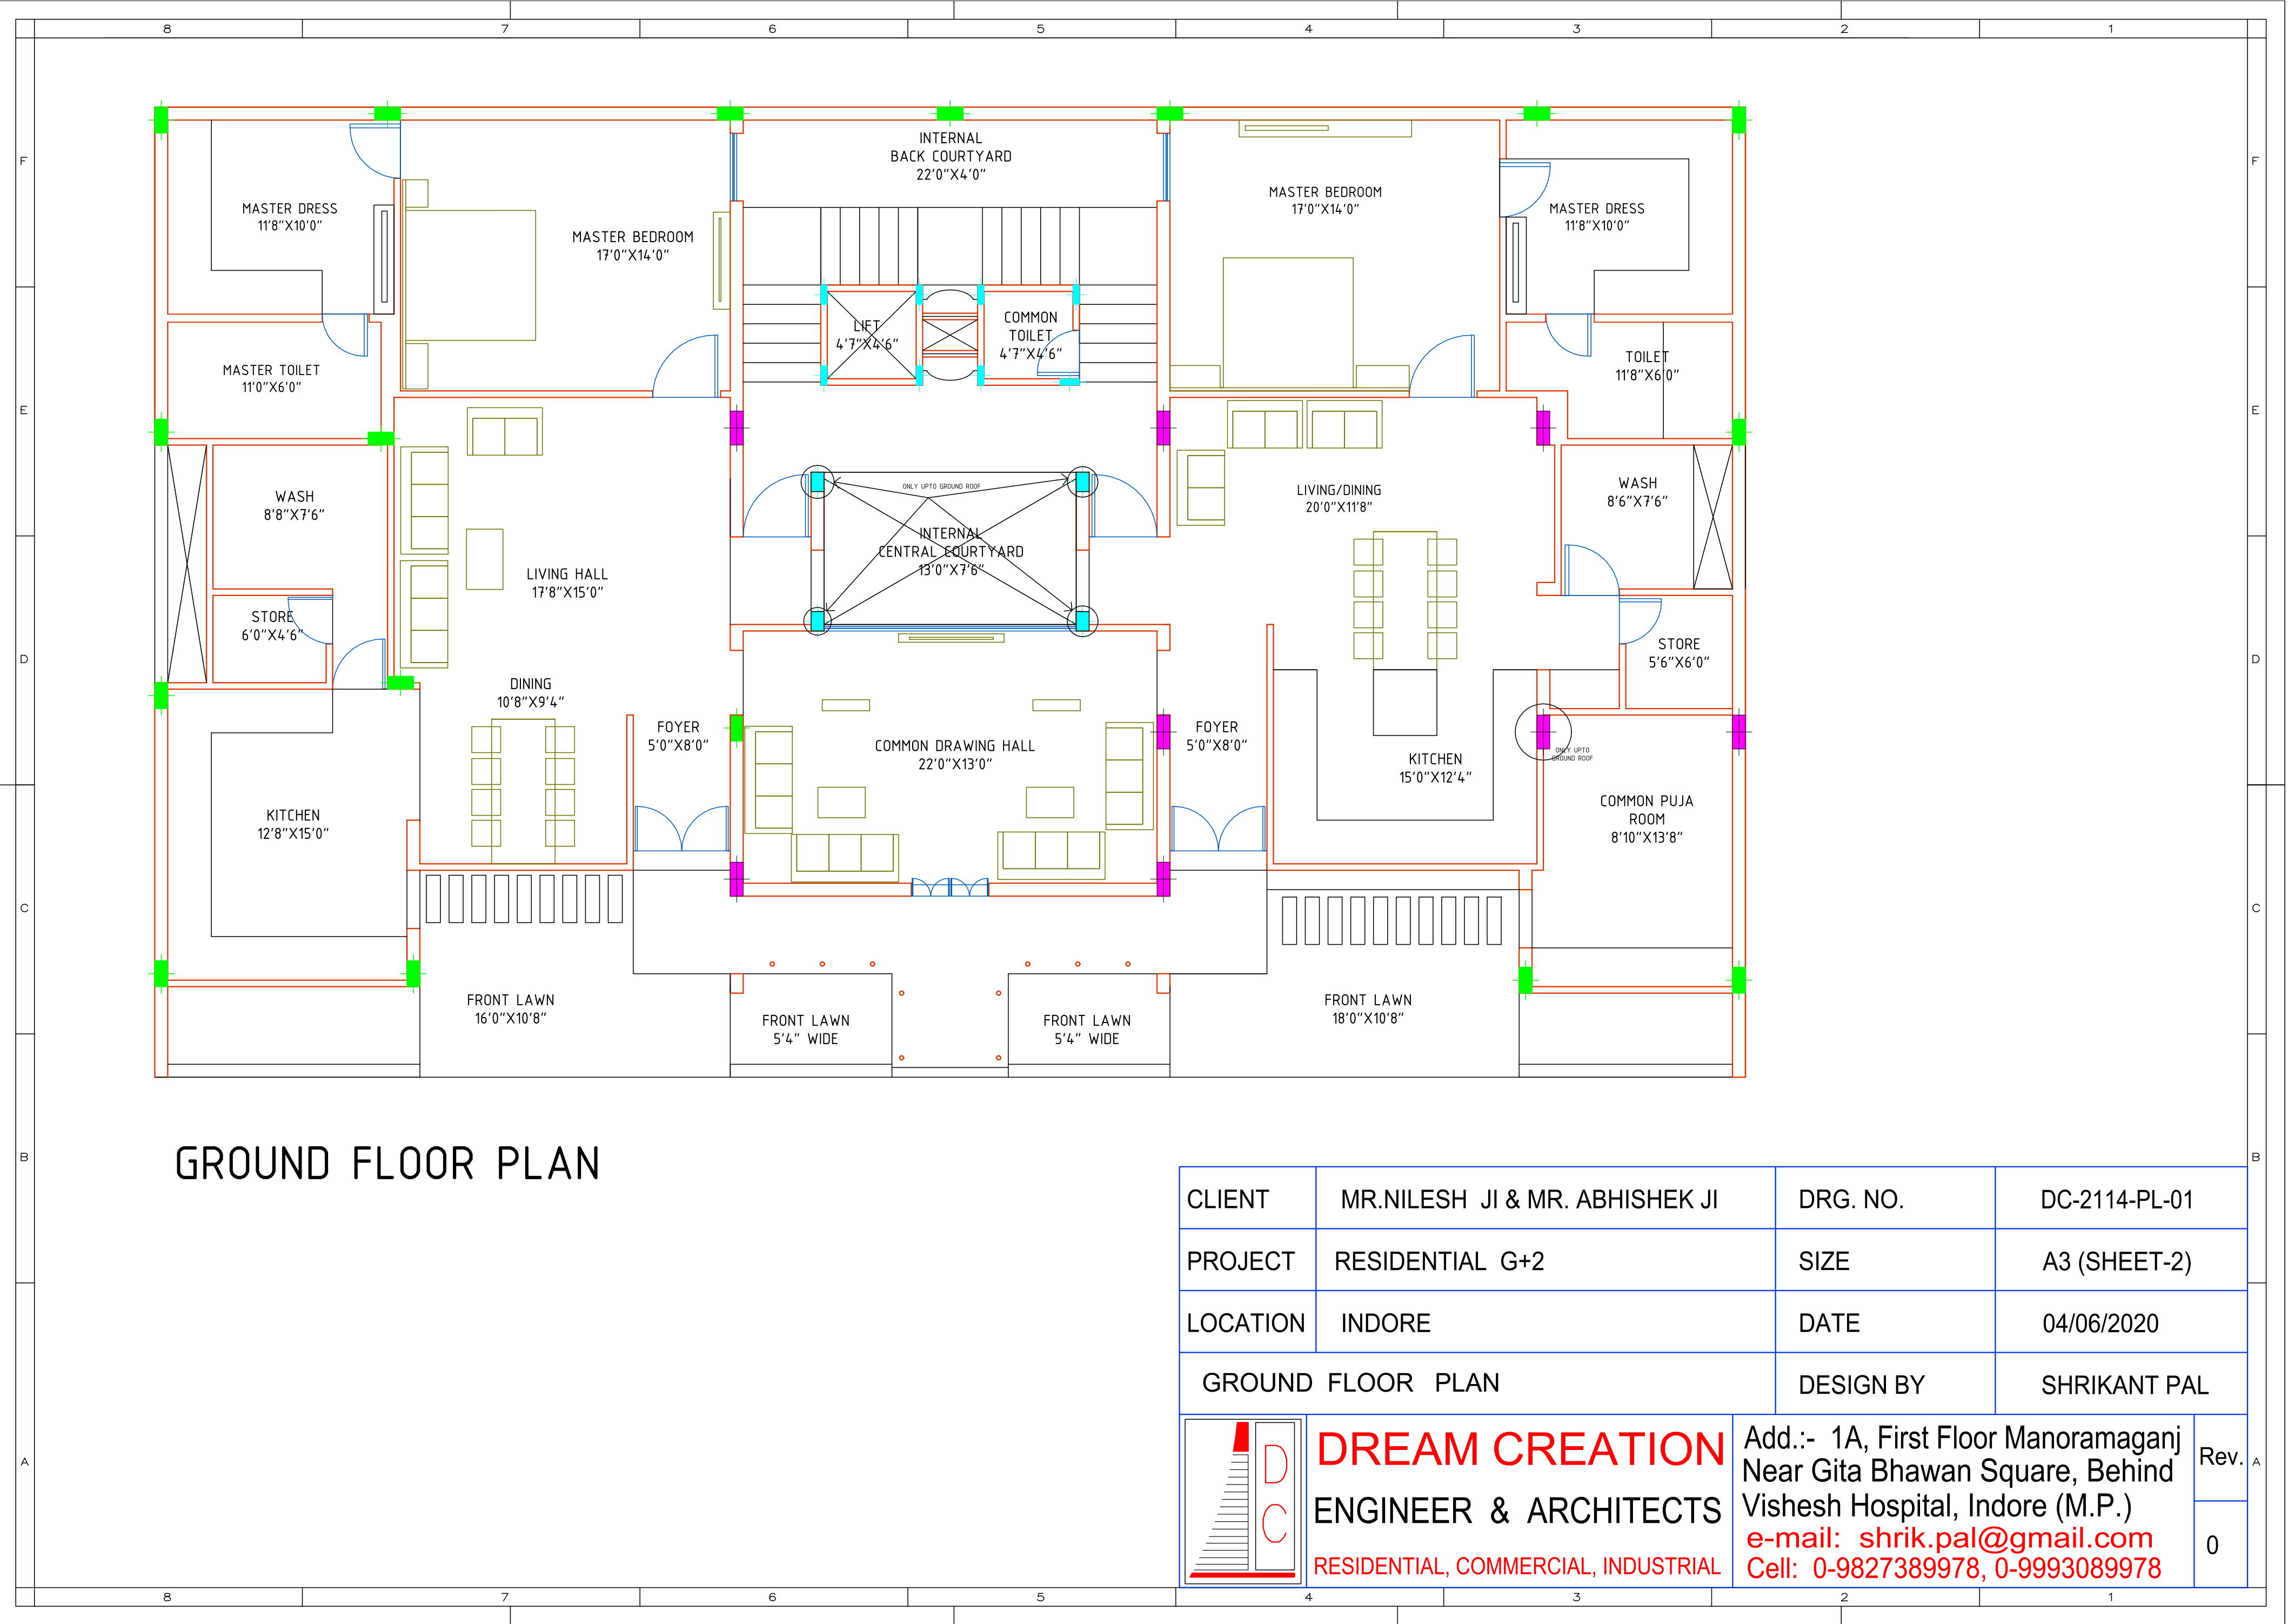 8 7 6 5 4 3 2 1
F
F
E
E
D
D
C
C
B
B
A
A
INTERNAL
BACK COURTYARD
22'0"X4'0"
MASTER DRESS
11'8"X10'0"
MASTER BEDROOM
17'0"X14'0"
MASTER BEDROOM
17'0"X14'0"
MASTER DRESS
11'8"X10'0"
LIFT
4'7"X4'6"
COMMON
TOILET
4'7"X4'6"
MASTER TOILET
11'0"X6'0"
TOILET
11'8"X6'0"
WASH
8'8"X7'6"
ONLY UPTO GROUND ROOF
LIVING/DINING
20'0"X11'8"
WASH
8'6"X7'6"
INTERNAL
CENTRAL COURTYARD
13'0"X7'6"
LIVING HALL
17'8"X15'0"
STORE
6'0"X4'6"
STORE
5'6"X6'0"
DINING
10'8"X9'4"
FOYER
5'0"X8'0"
COMMON DRAWING HALL
22'0"X13'0"
FOYER
5'0"X8'0"
KITCHEN
15'0"X12'4"
ONLY UPTO
GROUND ROOF
KITCHEN
12'8"X15'0"
COMMON PUJA
ROOM
8'10"X13'8"
FRONT LAWN
16'0"X10'8"
FRONT LAWN
5'4" WIDE
FRONT LAWN
5'4" WIDE
FRONT LAWN
18'0"X10'8"
GROUND FLOOR PLAN
CLIENT MR.NILESH JI & MR. ABHISHEK JI DRG. NO. DC-2114-PL-01
PROJECT RESIDENTIAL G+2 SIZE A3 (SHEET-2)
LOCATION INDORE DATE 04/06/2020
GROUND FLOOR PLAN DESIGN BY SHRIKANT PAL
D
C
DREAM CREATION
ENGINEER & ARCHITECTS
RESIDENTIAL, COMMERCIAL, INDUSTRIAL
Add.:- 1A, First Floor Manoramaganj
Near Gita Bhawan Square, Behind
Vishesh Hospital, Indore (M.P.)
e-mail: shrik.pal@gmail.com
Cell: 0-9827389978, 0-9993089978
Rev.
0
8 7 6 5 4 3 2 1